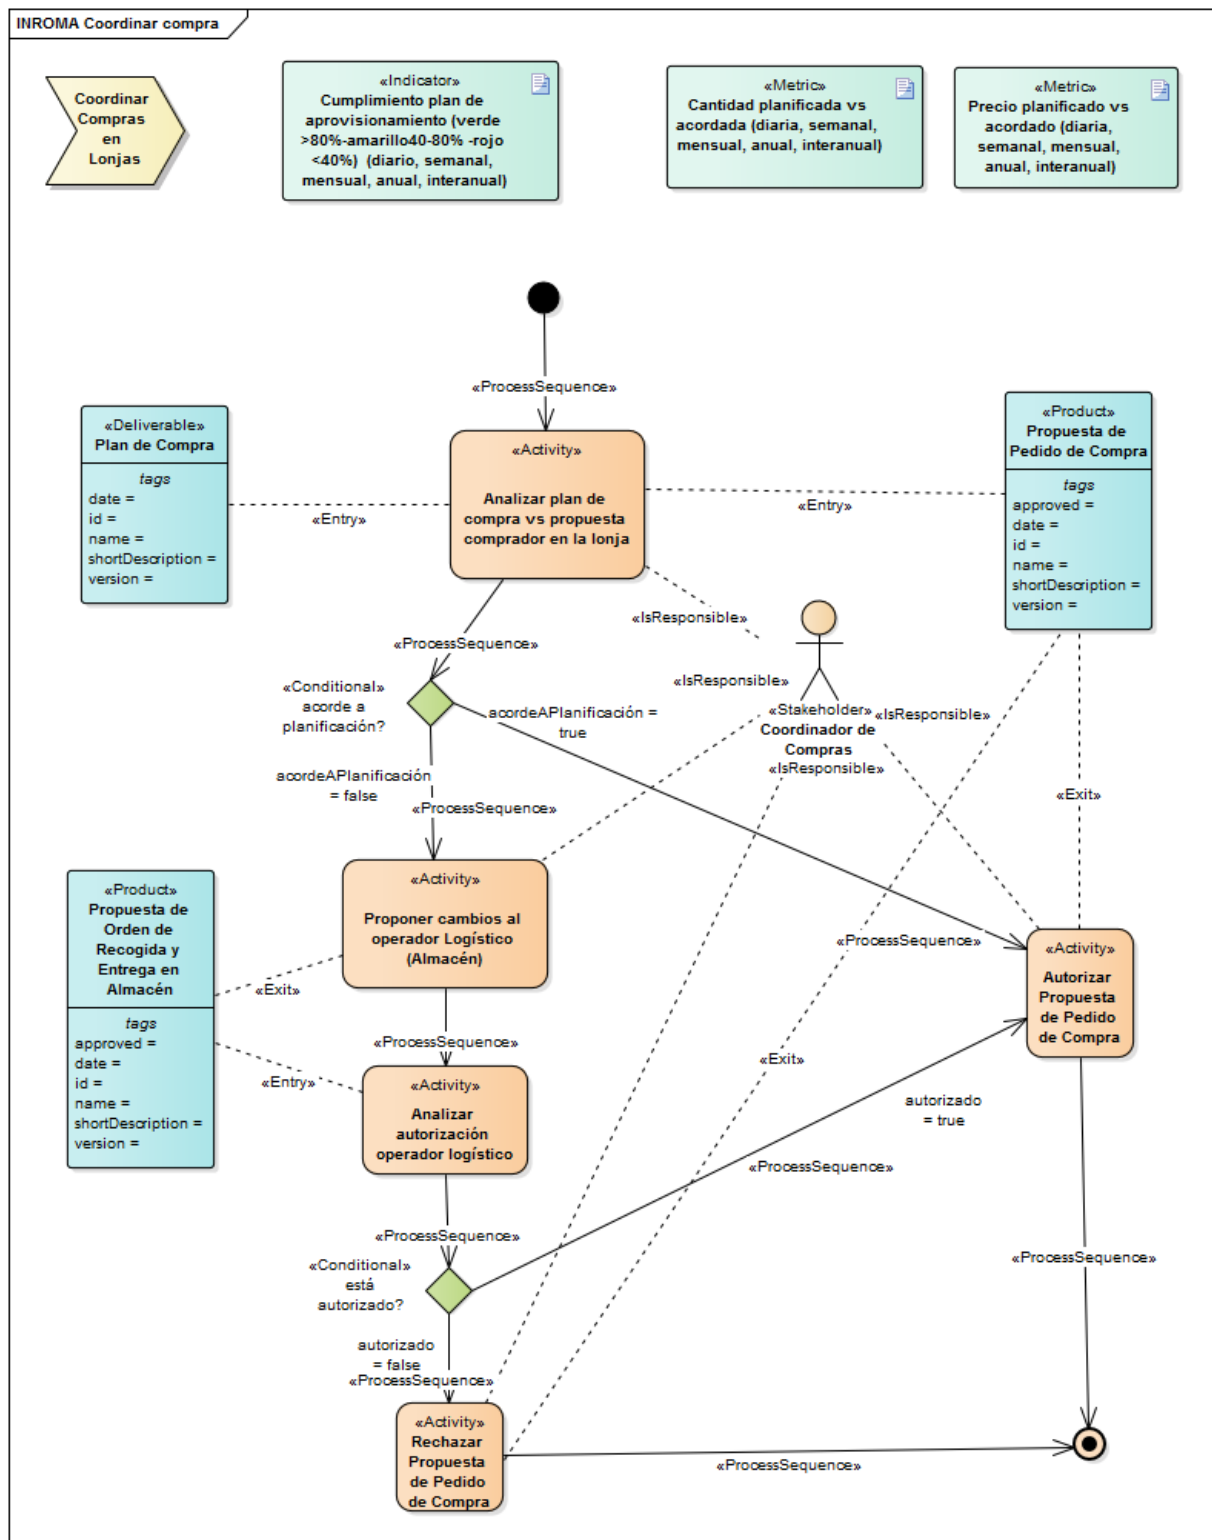 INROMA Coordinar compra
Coordinar
Compras
en
Lonjas
«Indicator»
Cumplimiento plan de
aprovisionamiento (verde
>80%-amarillo40-80% -rojo
<40%) (diario, semanal,
mensual, anual, interanual)
«Metric»
Cantidad planificada vs
acordada (diaria, semanal,
mensual, anual, interanual)
«Metric»
Precio planificado vs
acordado (diaria,
semanal, mensual,
anual, interanual)
«ProcessSequence»
«Deliverable»
Plan de Compra
tags
date =
id =
name =
shortDescription =
version =
«Entry»
«Activity»
Analizar plan de
compra vs propuesta
comprador en la lonja
«Entry»
«Product»
Propuesta de
Pedido de Compra
tags
approved =
date =
id =
name =
shortDescription =
version =
«IsResponsible»
«ProcessSequence»
«IsResponsible»
«Conditional»
acorde a
planificación?
acordeAPlanificación =
true
«Stakeholder»
Coordinador de
Compras
«IsResponsible»
«IsResponsible»
acordeAPlanificación
= false
«ProcessSequence»
«Exit»
«Product»
Propuesta de
Orden de
Recogida y
Entrega en
Almacén
tags
approved =
date =
id =
name =
shortDescription =
version =
«Activity»
Proponer cambios al
operador Logístico
(Almacén)
«Exit»
«ProcessSequence»
«Activity»
Autorizar
Propuesta
de Pedido
de Compra
«ProcessSequence»
«Exit»
«Entry»
«Activity»
Analizar
autorización
operador logístico
autorizado
= true
«ProcessSequence»
«ProcessSequence»
«Conditional»
está
autorizado?
«ProcessSequence»
autorizado
= false
«ProcessSequence»
«Activity»
Rechazar
Propuesta
de Pedido
de Compra
«ProcessSequence»